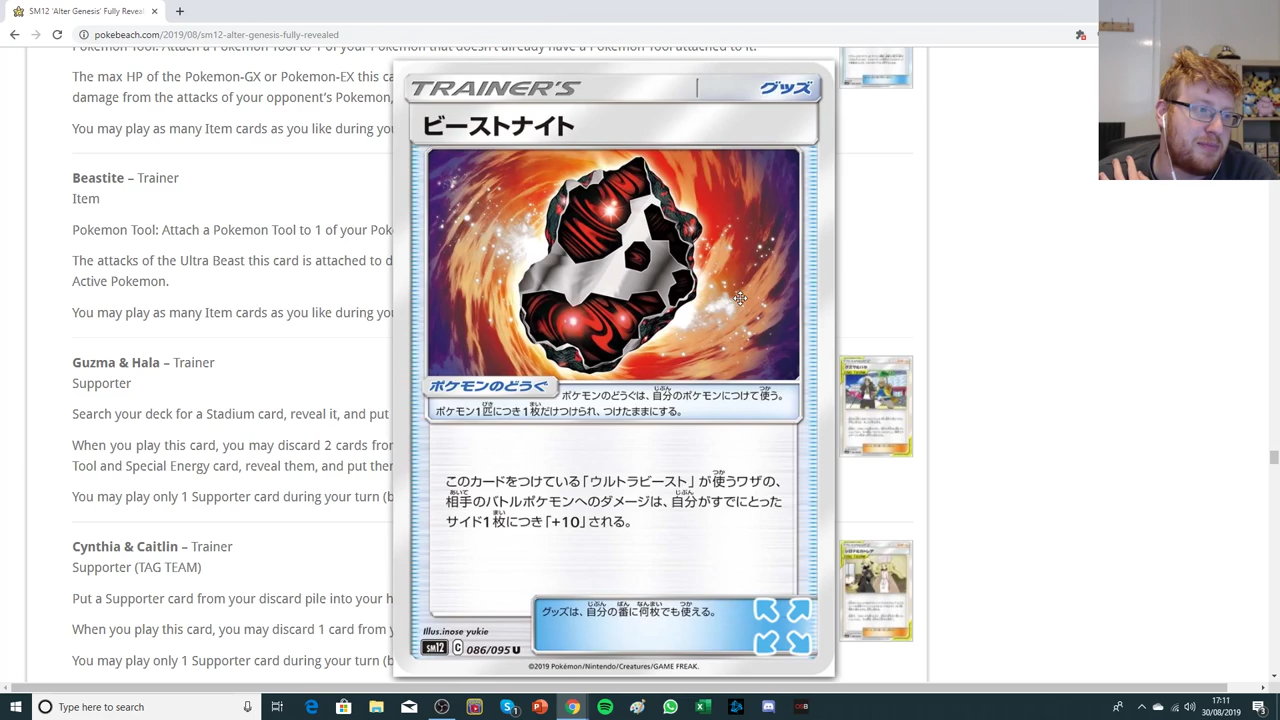 SM12 'Alter Genesis' Fully Reveal
pokebeach.com/2019/08/sm12-alter-genesis-fully-revealed
Pokemon Tool: Attach a Pokemon Tool to 1 of your Pokemon that doesn't already have a Pokemon Tool attached to it.
The max HP of the Pokemon-GX or Pokemon-EX this ca
age from the attacks of your opponent's Pokemon,
You may play as many Item cards as you like during you
Beastite – Trainer
Item
The attacks of the Ultra Beast this card is attached to d
Active Pokemon.
You may play as many Item cards as you like during you
Guzma & Hala – Trainer
Supporter
Search your deck for a Stadium card, reveal it, and put
Tool and Special Energy card, reveal them, and put the
You may play only 1 Supporter card during your turn (b
Cynthia & Caitlin – Trainer
Supporter (TAG TEAM)
Put a Supporter card from your discard pile into your h
When you play this card, you may discard a card from y
You may play only 1 Supporter card during your turn (b
TRAINER'S
グッズ
ビーストナイト
ポケモンのどうぐ
ポケモンのどうぐは、自分のポケモンにつけて使う。
ポケモン1匹につき1枚だけつけられ、つけたままにする。
このカードをつけている「ウルトラビースト」が使うワザの、
相手のバトルポケモンへのダメージは、自分がすでにとった
サイド1枚につき「+10」される。
グッズは、自分の番に何枚でも使える。
Illus.inose yukie
SM12 C 086/095 U
©2019 Pokémon/Nintendo/Creatures/GAME FREAK.
Type here to search
17:11
30/08/2019